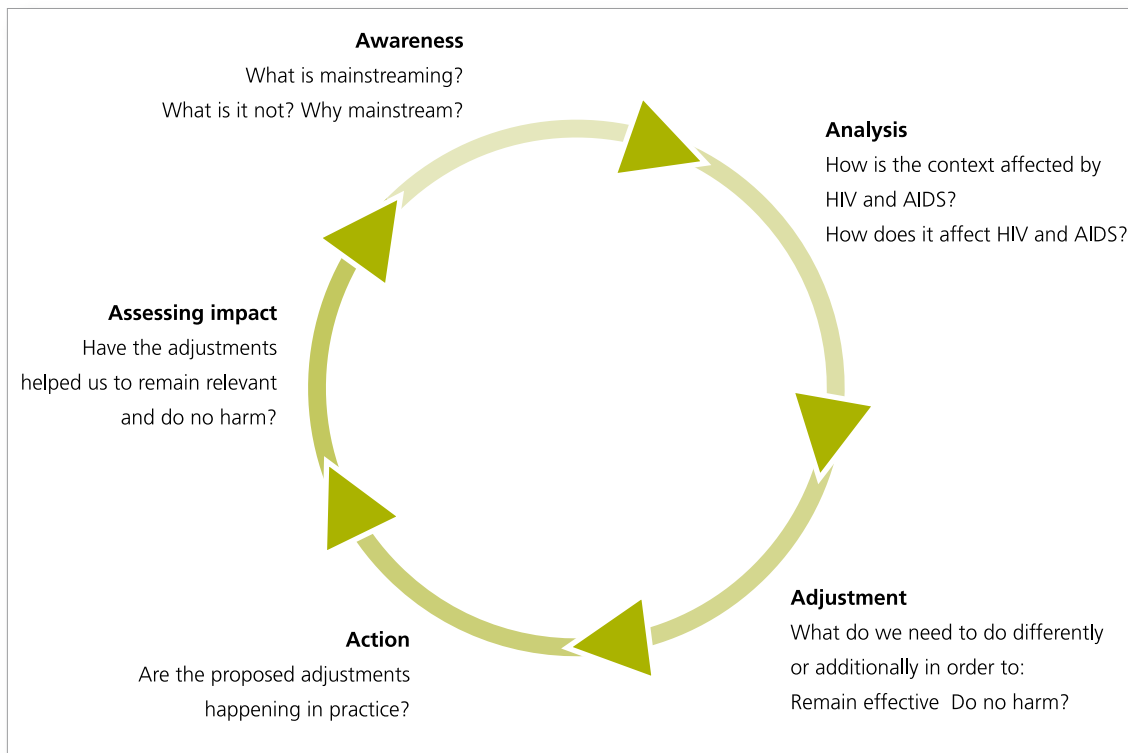 Awareness
What is mainstreaming?
What is it not? Why mainstream?
Analysis
How is the context affected by
HIV and AIDS?
How does it affect HIV and AIDS?
Adjustment
What do we need to do differently
or additionally in order to:
Remain effective  Do no harm?
Action
Are the proposed adjustments
happening in practice?
Assessing impact
Have the adjustments
helped us to remain relevant
and do no harm?